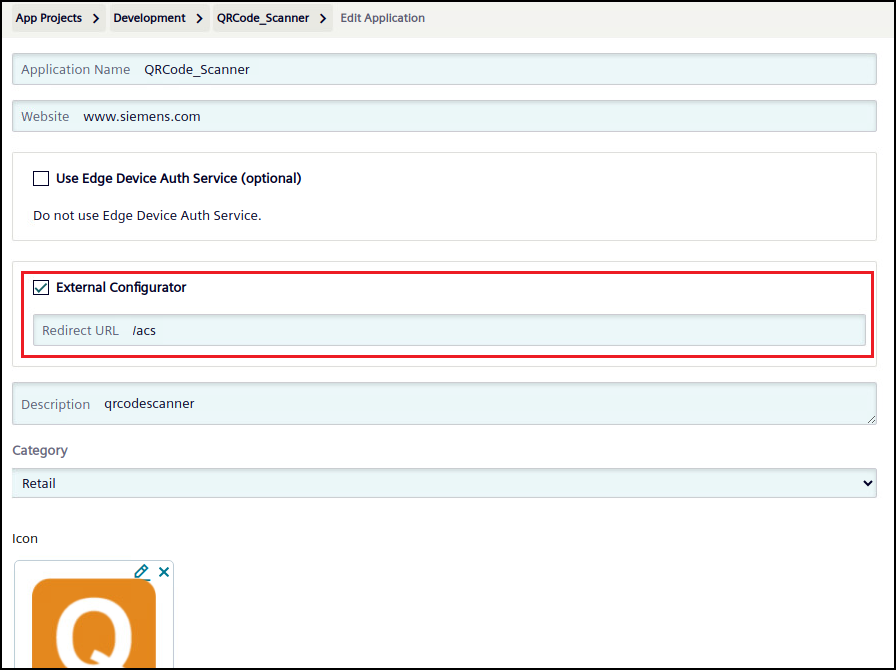 App Projects > Development > QRCode_Scanner > Edit Application
Application Name QRCode_Scanner
Website www.siemens.com
Use Edge Device Auth Service (optional)
Do not use Edge Device Auth Service.
External Configurator
Redirect URL /acs
Description qrcodescanner
Category
Retail
Icon
Q